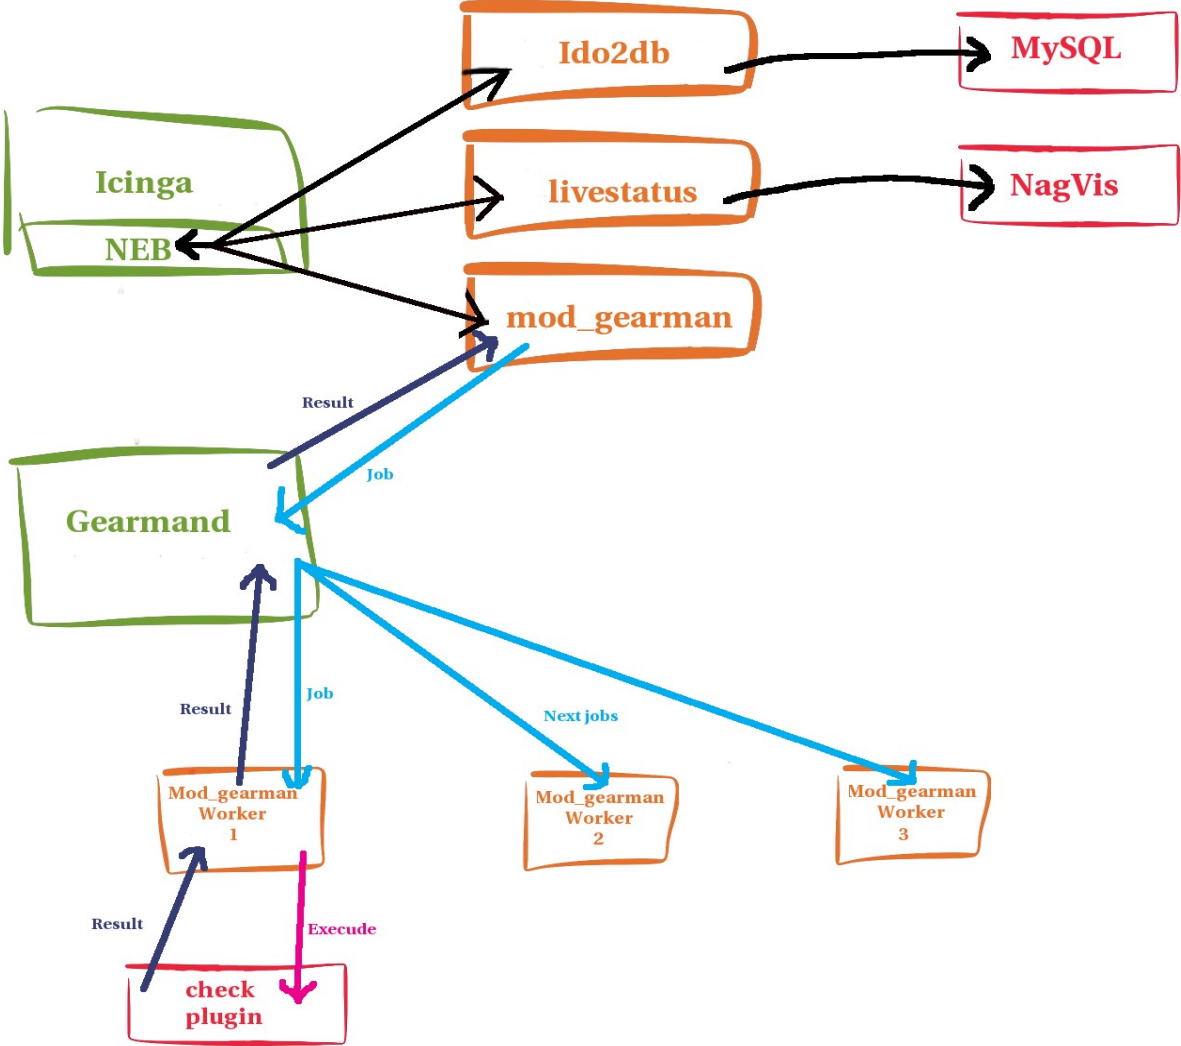 Ido2db
MySQL
Icinga
livestatus
NagVis
NEB
mod_gearman
Result
Job
Gearmand
Result
Job
Next jobs
Mod_gearman
Worker
1
Mod_gearman
Worker
2
Mod_gearman
Worker
3
Result
Execude
check
plugin